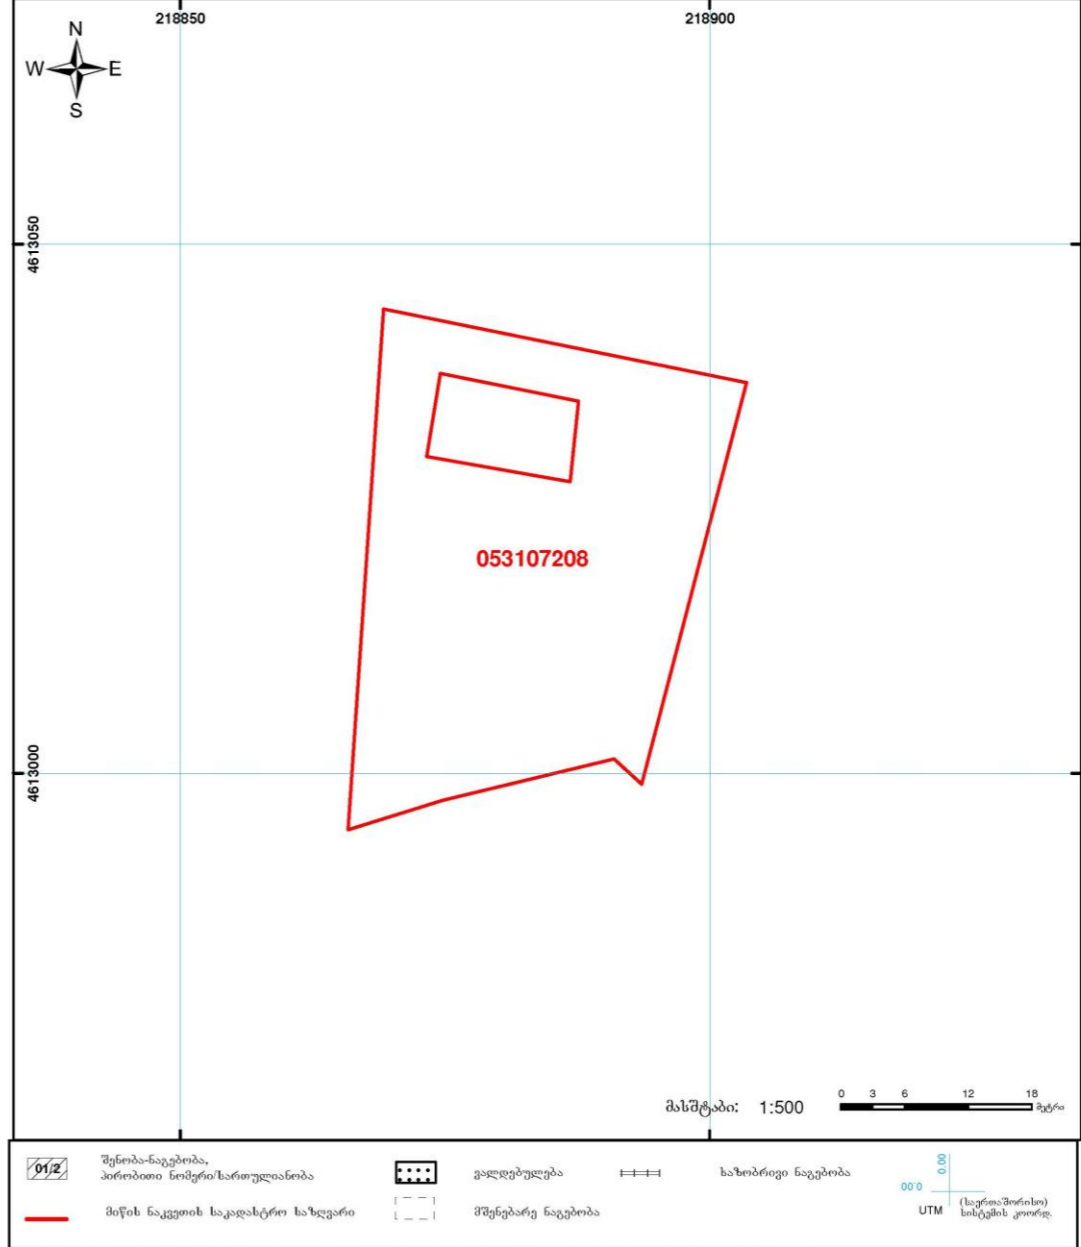 218850
218900
N
W
E
S
4613050
053107208
4613000
მასშტაბი: 1:500
0 3 6 12 18
მეტრი
01/2
შენობა-ნაგებობა,
პირობითი ნომერი/სართულიანობა
ვალდებულება
საზობრივი ნაგებობა
მიწის ნაკვეთის საკადასტრო საზღვარი
მშენებარე ნაგებობა
00.0
00.0
UTM
(საერთაშორისო)
სისტემის კოორდ.